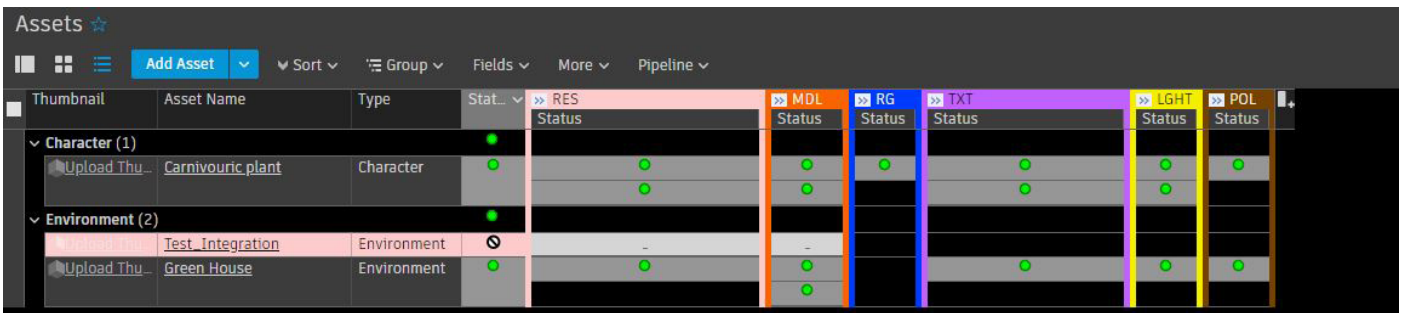 Assets
Add Asset Sort Group Fields More Pipeline
Thumbnail Asset Name Type Stat... RES MDL RG TXT LGHT POL
Status Status Status Status Status Status
Character (1)
Upload Thu... Carnivouric plant Character
Environment (2)
Test_Integration Environment - -
Upload Thu... Green House Environment